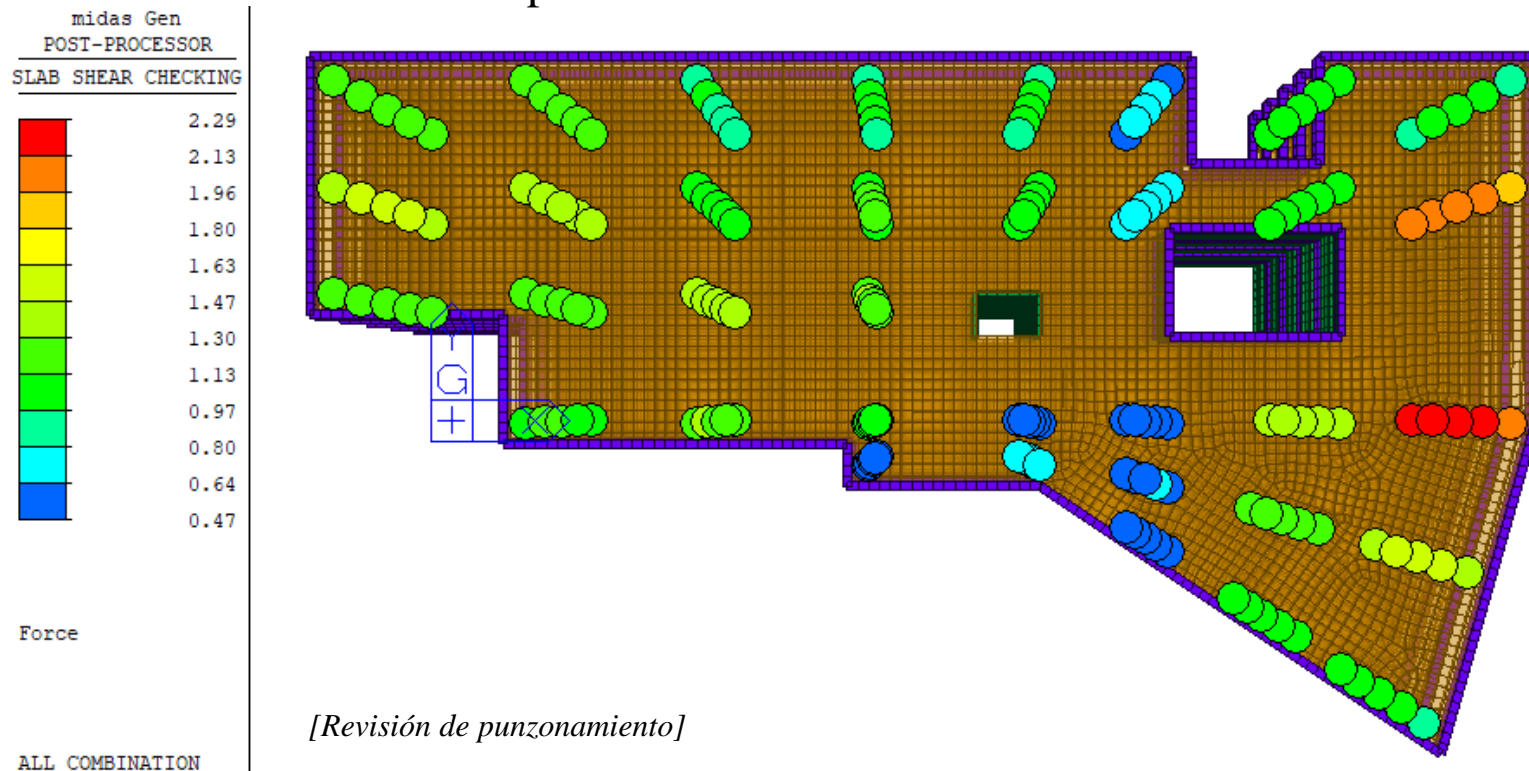 midas Gen
POST-PROCESSOR
SLAB SHEAR CHECKING
2.29
2.13
1.96
1.80
1.63
1.47
1.30
1.13
0.97
0.80
0.64
0.47
Force
ALL COMBINATION
Y
G
+ X
[Revisión de punzonamiento]